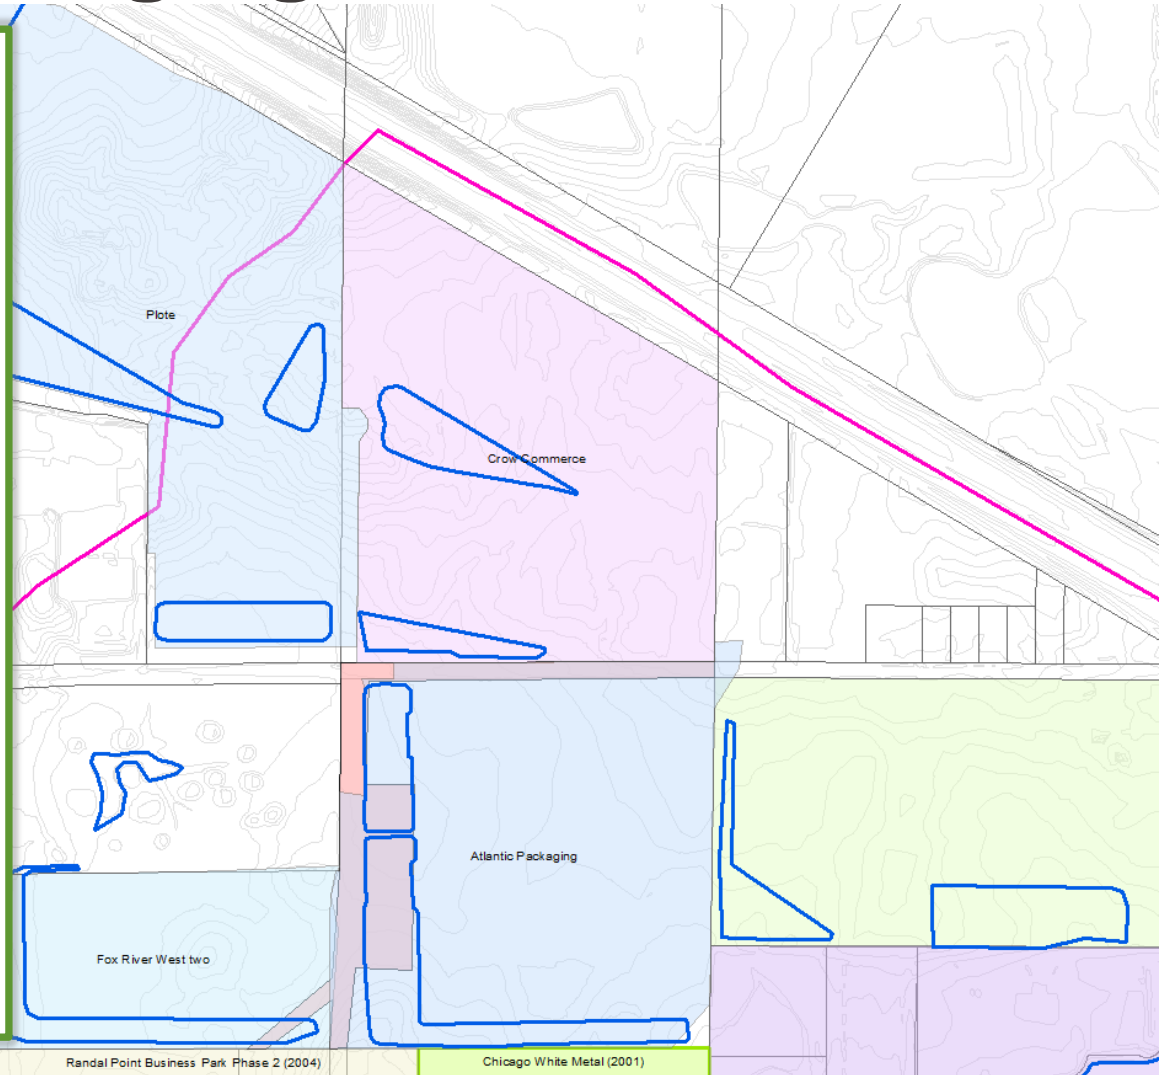 Plote
Crow Commerce
Atlantic Packaging
Fox River West two
Randal Point Business Park Phase 2 (2004)
Chicago White Metal (2001)